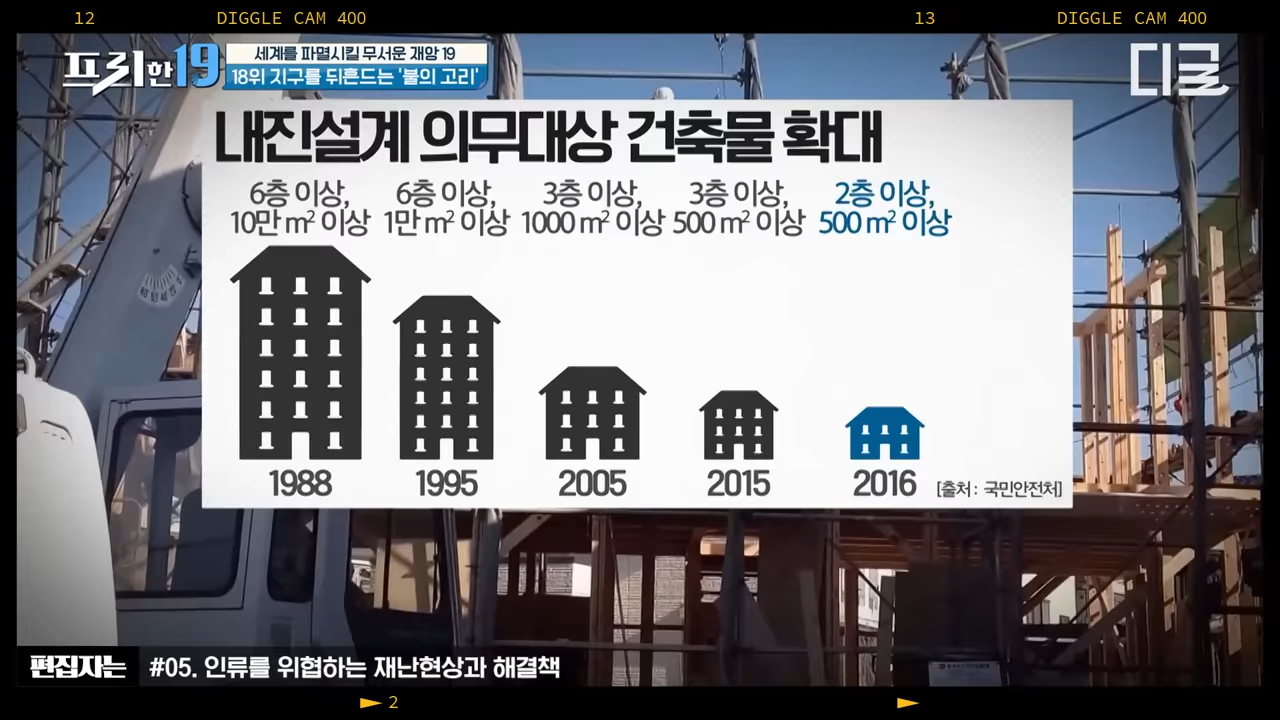 12 DIGGLE CAM 400 13 DIGGLE CAM 400
프리한19
세계를 파멸시킬 무서운 재앙 19
18위 지구를 뒤흔드는 '불의 고리'
디글
내진설계 의무대상 건축물 확대
6층 이상, 6층 이상, 3층 이상, 3층 이상, 2층 이상,
10만 m² 이상 1만 m² 이상 1000 m² 이상 500 m² 이상 500 m² 이상
1988 1995 2005 2015 2016 [출처 : 국민안전처]
편집자는 #05. 인류를 위협하는 재난현상과 해결책
► 2 ►